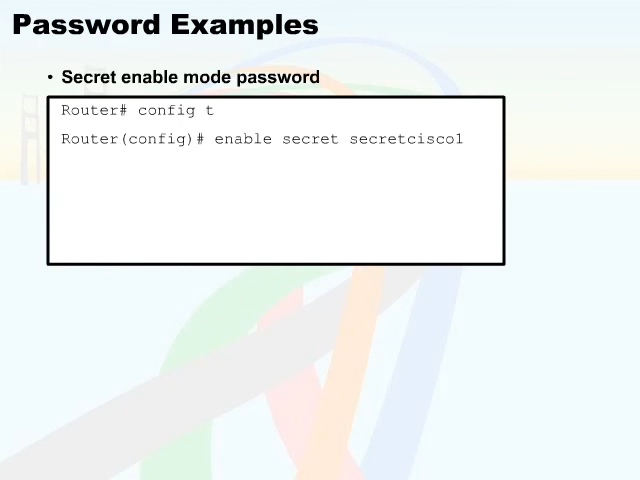 Password Examples
• Secret enable mode password
Router# config t
Router(config)# enable secret secretcisco1